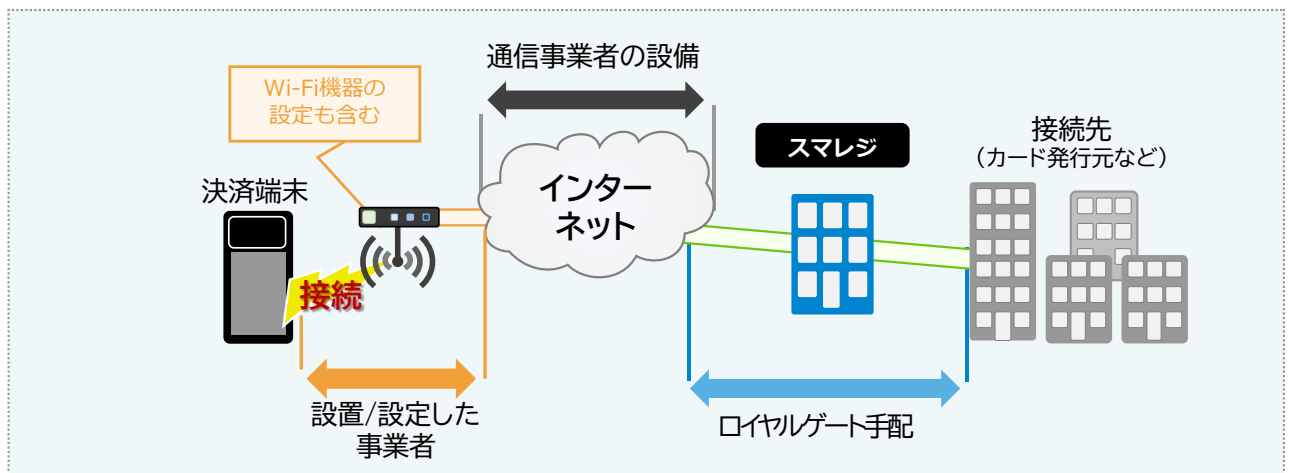 通信事業者の設備
Wi-Fi機器の
設定も含む
スマレジ
接続先
（カード発行元など）
決済端末
インター
ネット
接続
設置/設定した
事業者
ロイヤルゲート手配